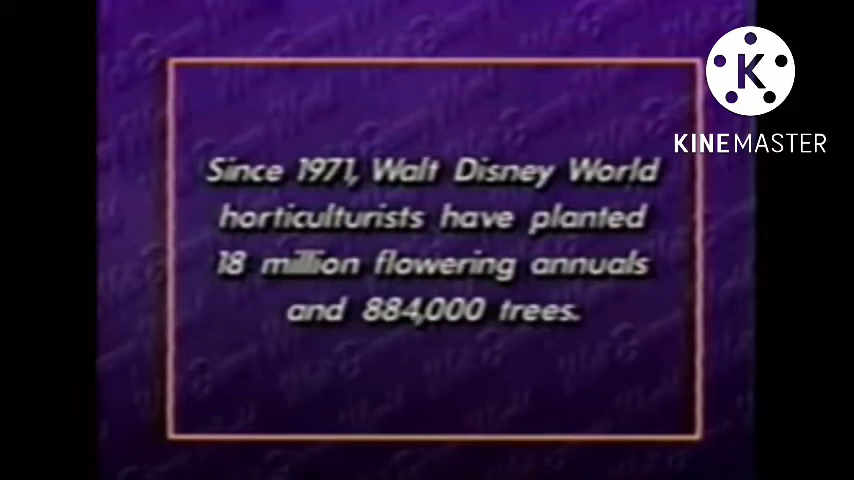 Since 1971, Walt Disney World
horticulturists have planted
18 million flowering annuals
and 884,000 trees.
K
KINEMASTER